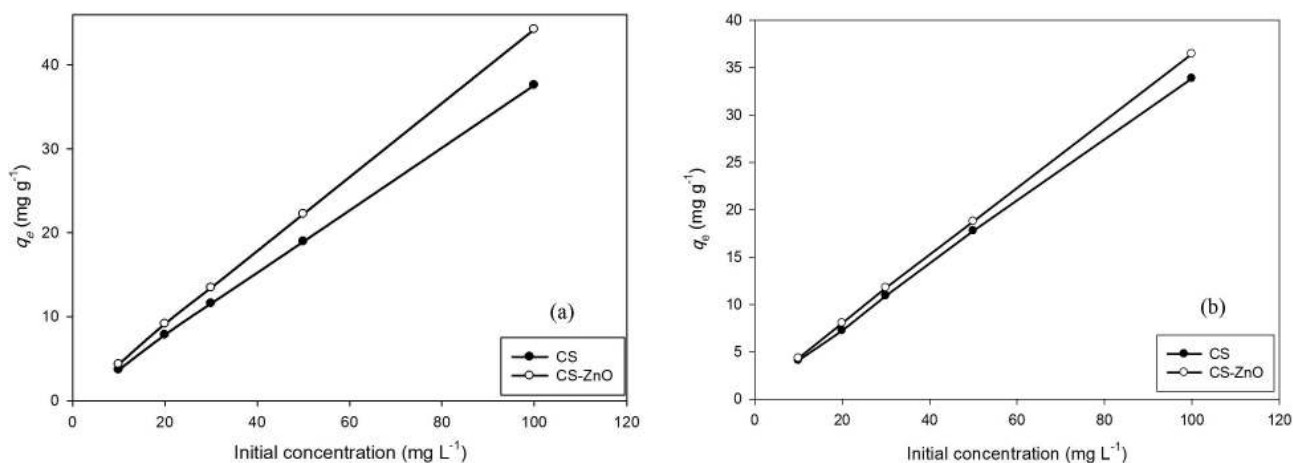 40
30
20
10
0
qe (mg g-1)
0 20 40 60 80 100 120
Initial concentration (mg L-1)
(a)
CS
CS-ZnO
40
35
30
25
20
15
10
5
0
qe (mg g-1)
0 20 40 60 80 100 120
Initial concentration (mg L-1)
(b)
CS
CS-ZnO